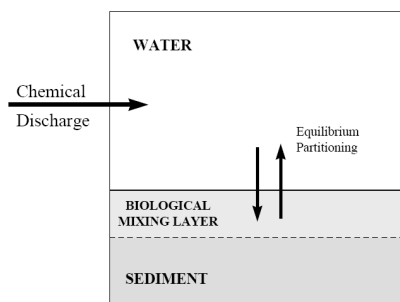 WATER
Chemical
Discharge
Equilibrium
Partitioning
BIOLOGICAL
MIXING LAYER
SEDIMENT